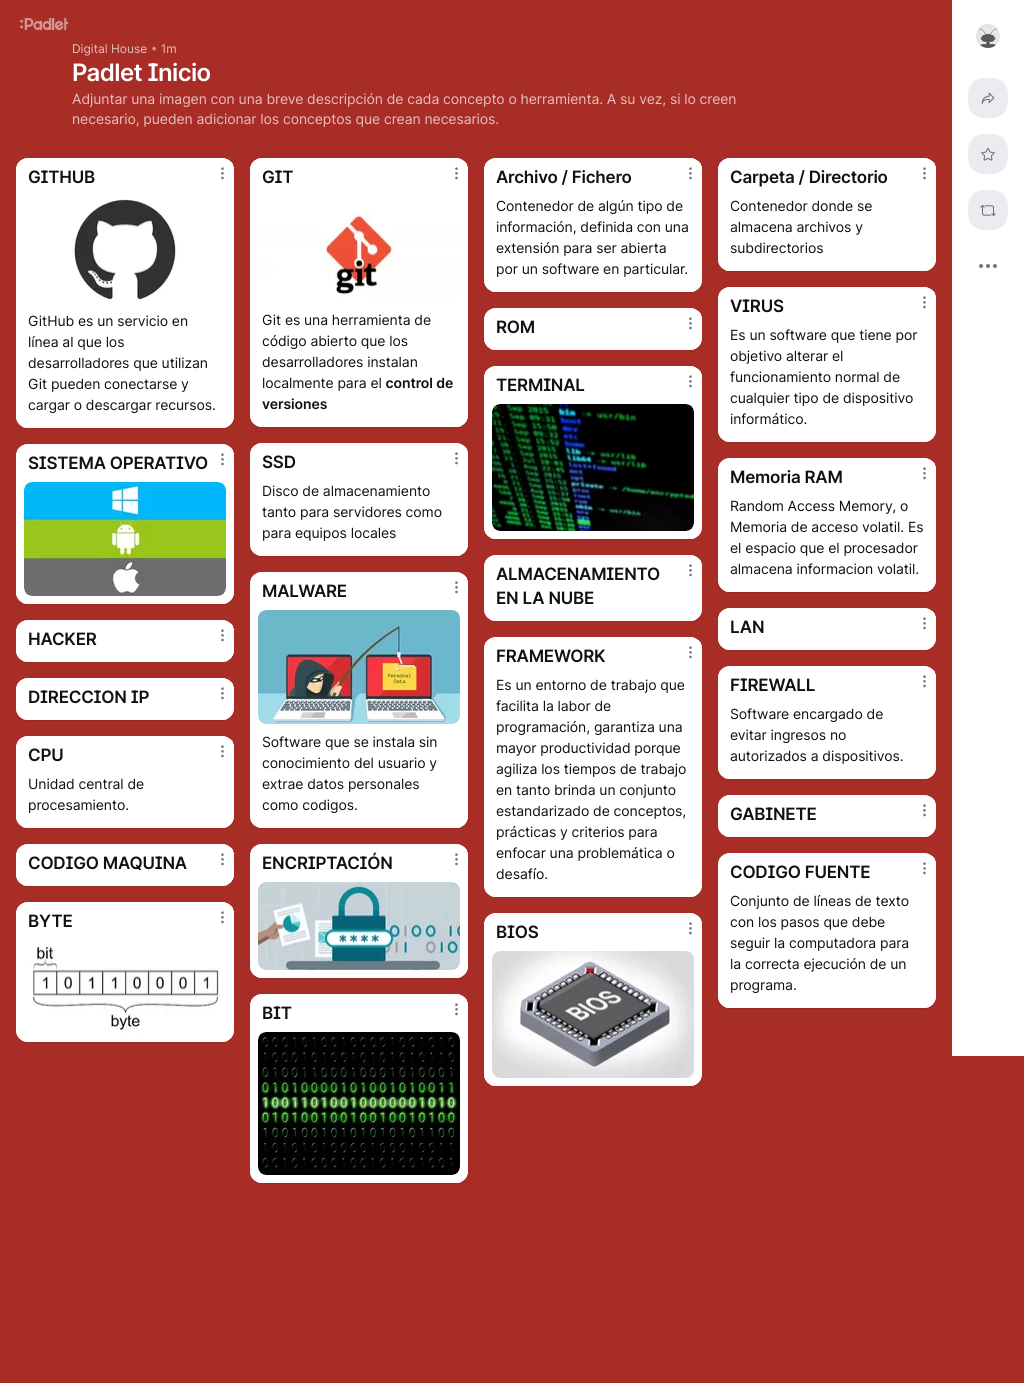 :Padlet
Digital House • 1m
Padlet Inicio
Adjuntar una imagen con una breve descripción de cada concepto o herramienta. A su vez, si lo creen
necesario, pueden adicionar los conceptos que crean necesarios.
GITHUB
GitHub es un servicio en
línea al que los
desarrolladores que utilizan
Git pueden conectarse y
cargar o descargar recursos.
SISTEMA OPERATIVO
HACKER
DIRECCION IP
CPU
Unidad central de
procesamiento.
CODIGO MAQUINA
BYTE
bit
1 0 1 1 0 0 0 1
byte
GIT
git
Git es una herramienta de
código abierto que los
desarrolladores instalan
localmente para el control de
versiones
SSD
Disco de almacenamiento
tanto para servidores como
para equipos locales
MALWARE
Personal
Data
Software que se instala sin
conocimiento del usuario y
extrae datos personales
como codigos.
ENCRIPTACIÓN
****
BIT
Archivo / Fichero
Contenedor de algún tipo de
información, definida con una
extensión para ser abierta
por un software en particular.
ROM
TERMINAL
bin -> usr/bin
lib -> usr/lib
ALMACENAMIENTO
EN LA NUBE
FRAMEWORK
Es un entorno de trabajo que
facilita la labor de
programación, garantiza una
mayor productividad porque
agiliza los tiempos de trabajo
en tanto brinda un conjunto
estandarizado de conceptos,
prácticas y criterios para
enfocar una problemática o
desafío.
BIOS
BIOS
Carpeta / Directorio
Contenedor donde se
almacena archivos y
subdirectorios
VIRUS
Es un software que tiene por
objetivo alterar el
funcionamiento normal de
cualquier tipo de dispositivo
informático.
Memoria RAM
Random Access Memory, o
Memoria de acceso volatil. Es
el espacio que el procesador
almacena informacion volatil.
LAN
FIREWALL
Software encargado de
evitar ingresos no
autorizados a dispositivos.
GABINETE
CODIGO FUENTE
Conjunto de líneas de texto
con los pasos que debe
seguir la computadora para
la correcta ejecución de un
programa.